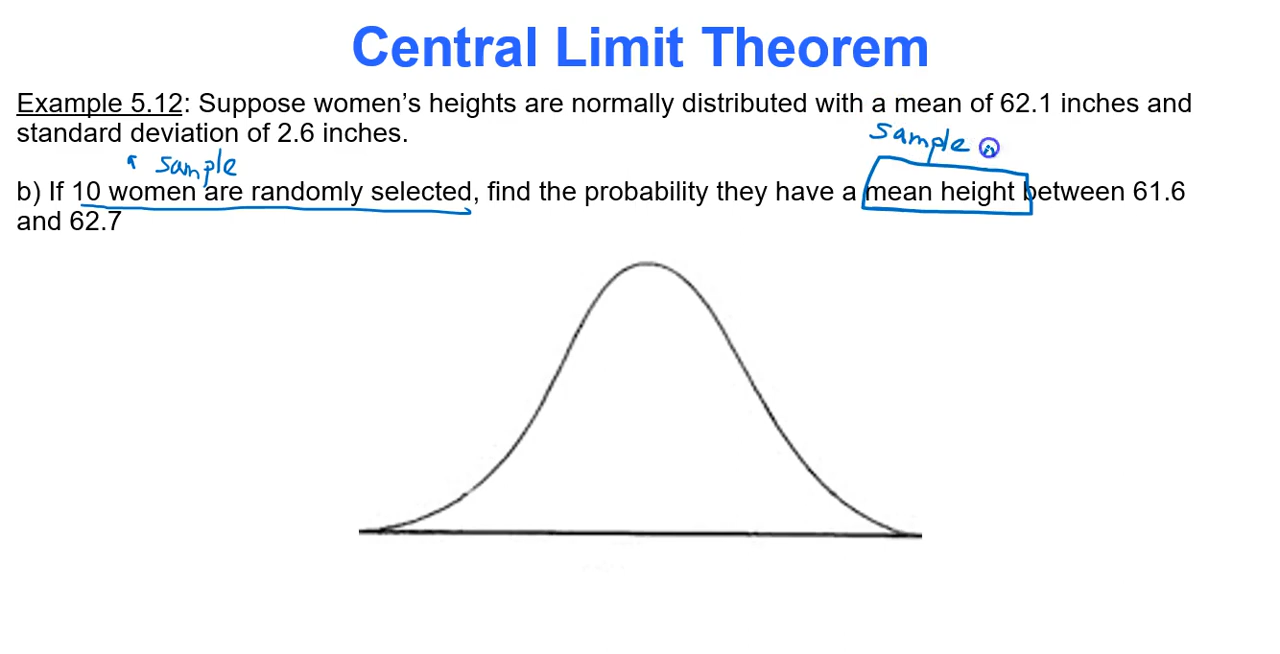 Central Limit Theorem
Example 5.12: Suppose women's heights are normally distributed with a mean of 62.1 inches and
standard deviation of 2.6 inches.
sample
sample
b) If 10 women are randomly selected, find the probability they have a mean height between 61.6
and 62.7